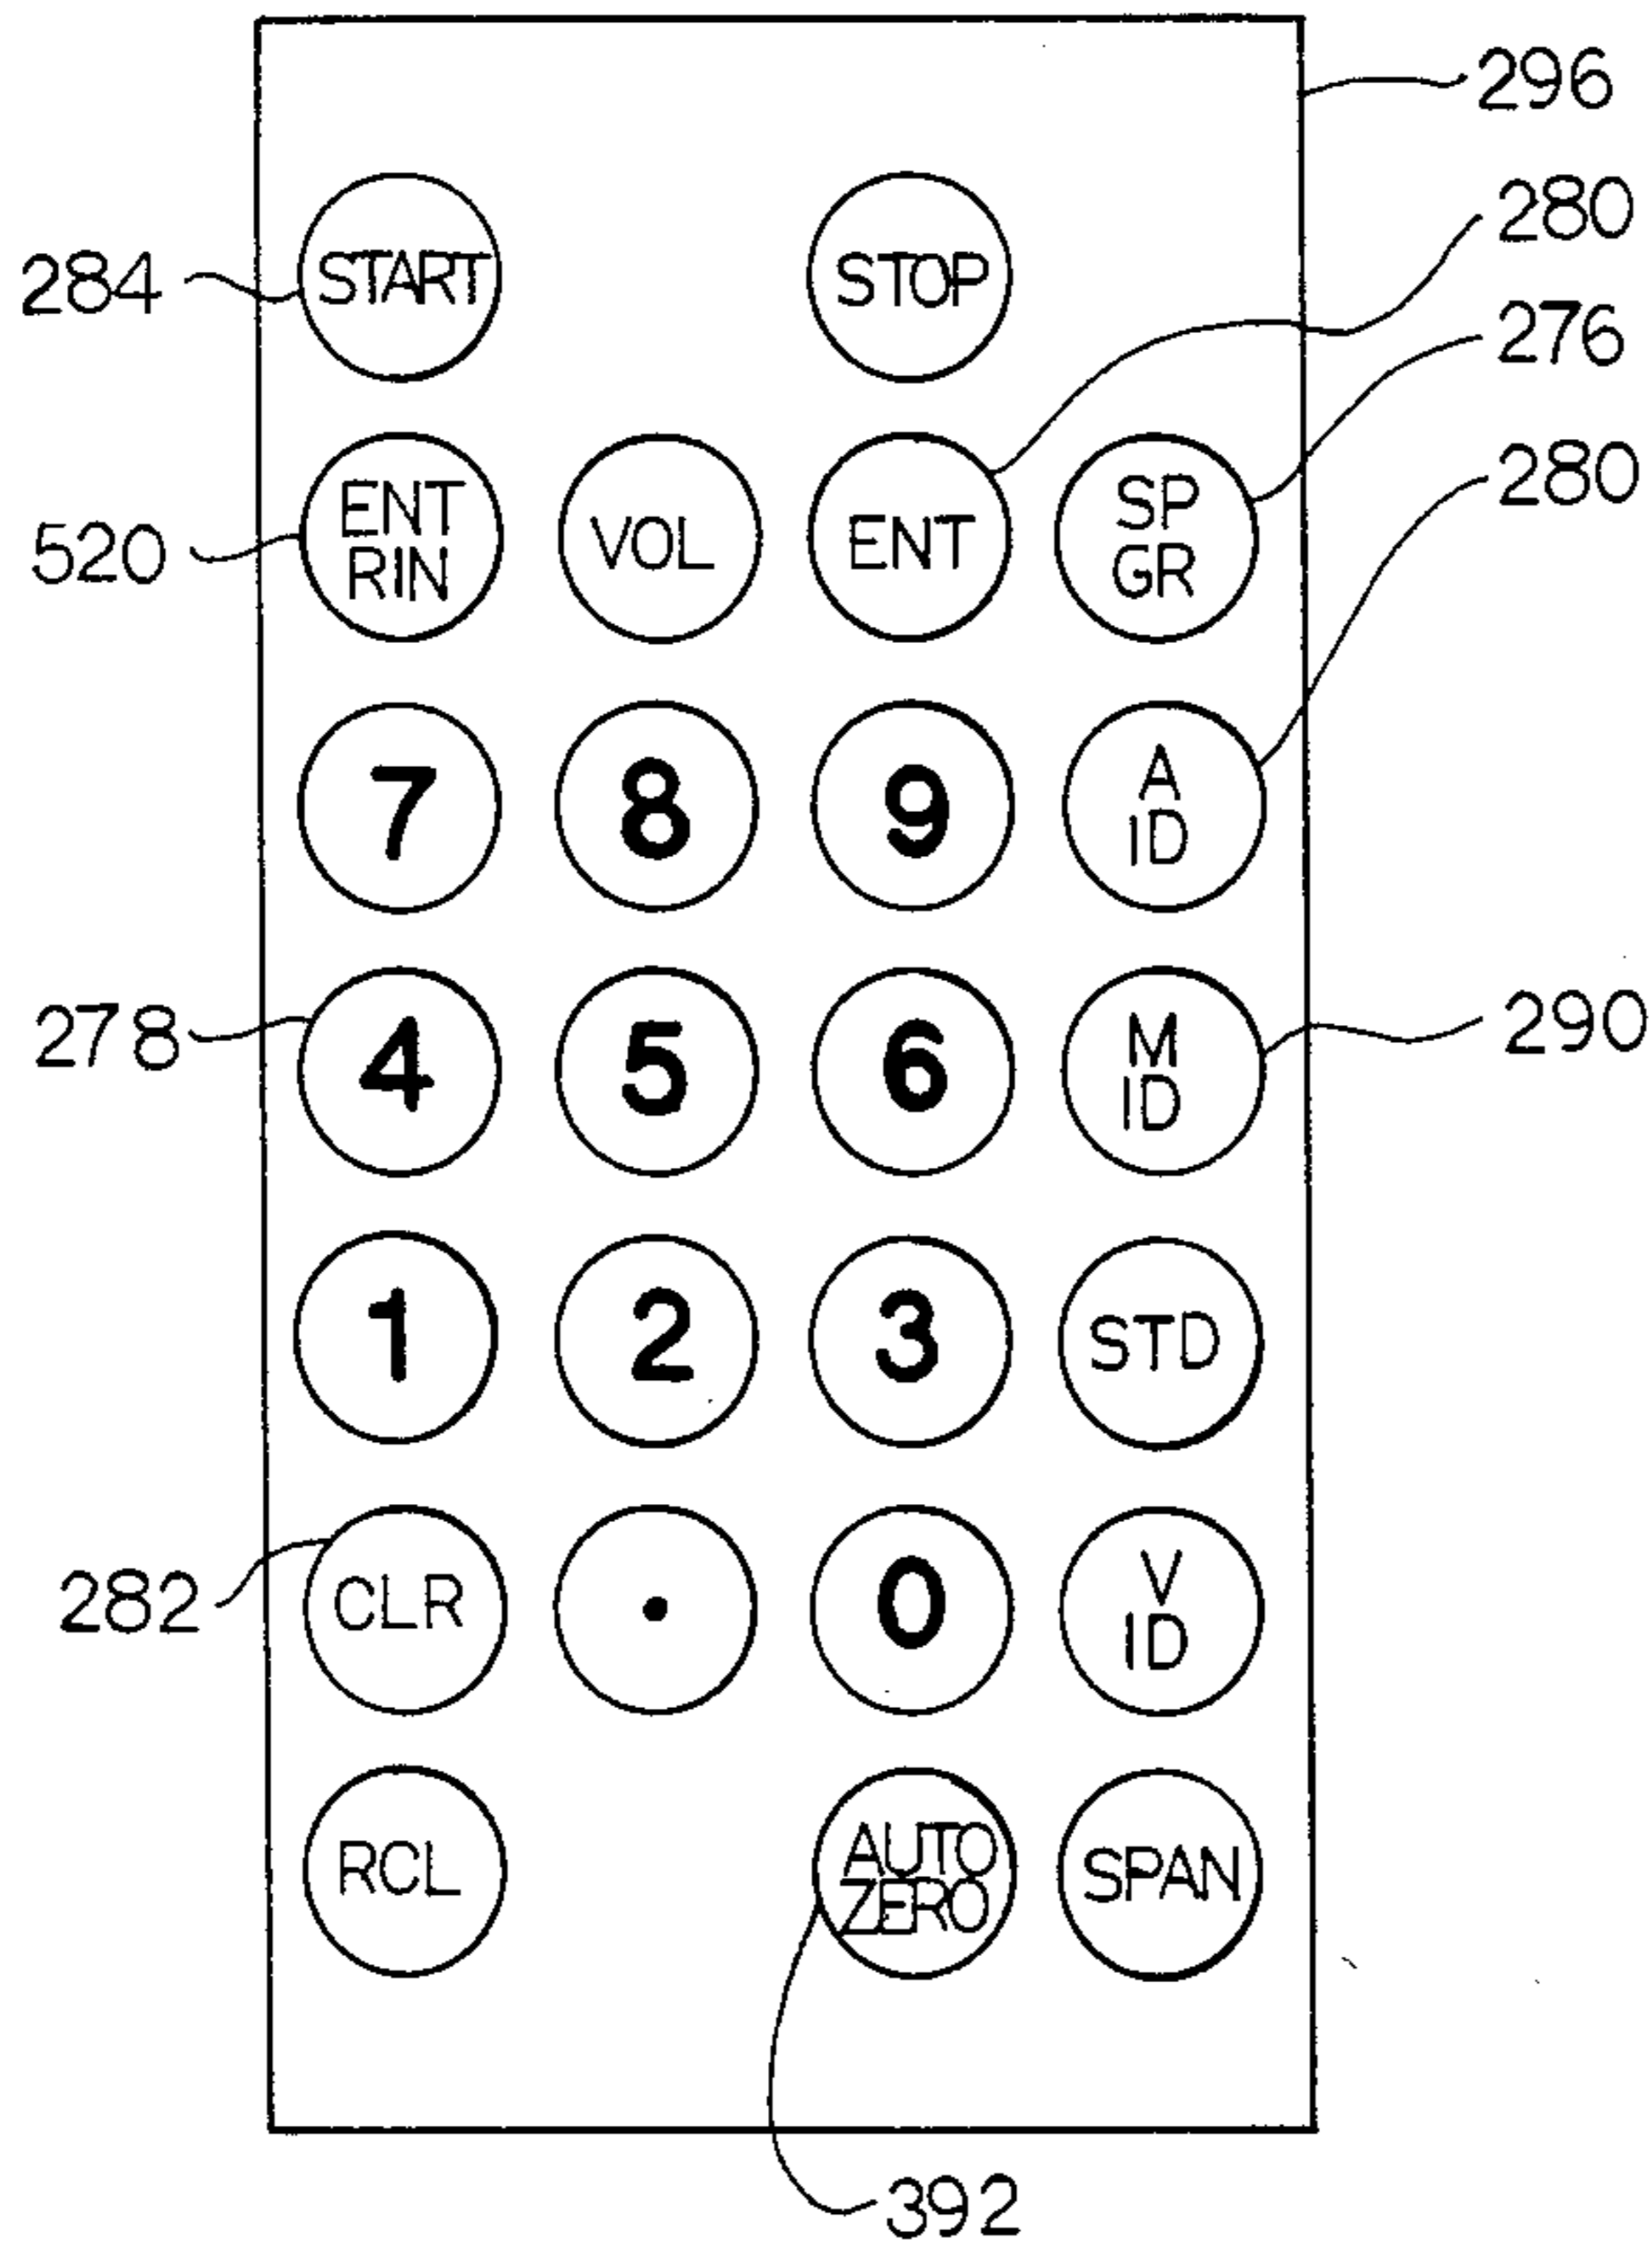 296
280
284 START STOP
276
280
520 ENT RIN VOL ENT SP GR
7 8 9 A ID
278 4 5 6 M ID 290
1 2 3 STD
282 CLR . 0 V ID
RCL AUTO ZERO SPAN
392